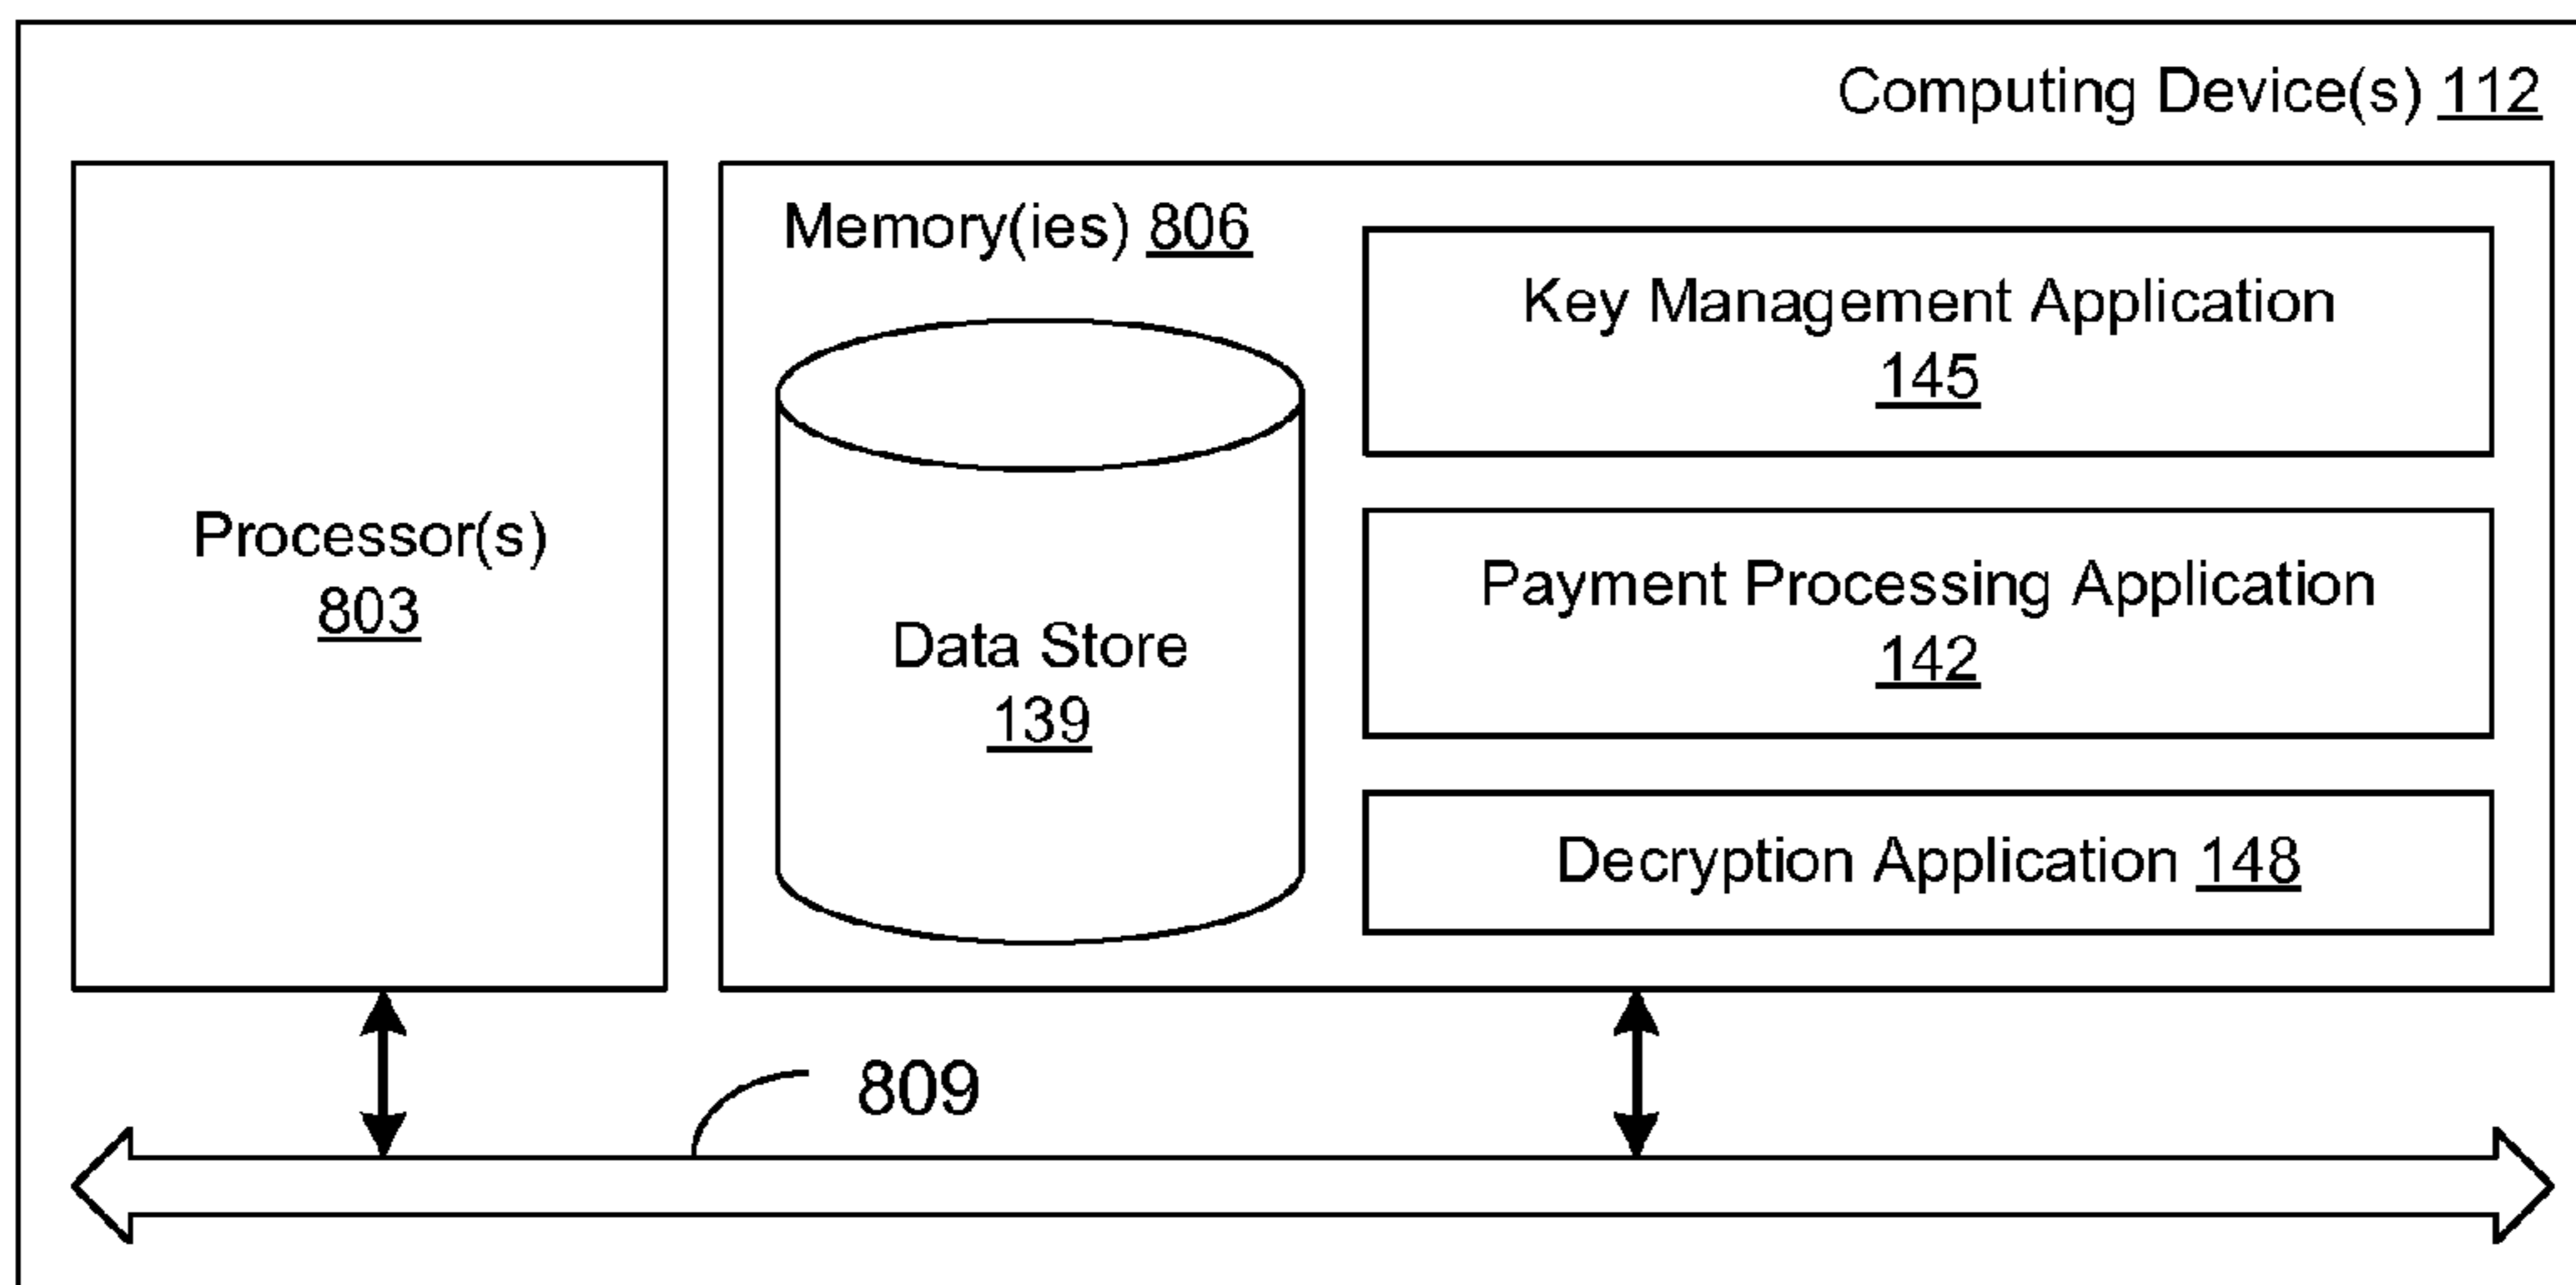 Computing Device(s) 112
Processor(s)
803
Memory(ies) 806
Data Store
139
Key Management Application
145
Payment Processing Application
142
Decryption Application 148
809